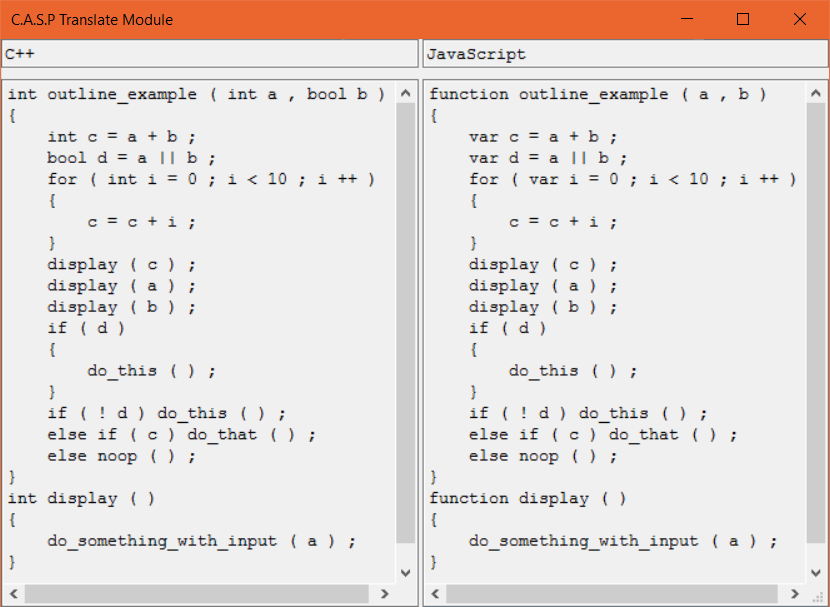 C.A.S.P Translate Module
C++
int outline_example ( int a , bool b )
{
    int c = a + b ;
    bool d = a || b ;
    for ( int i = 0 ; i < 10 ; i ++ )
    {
        c = c + i ;
    }
    display ( c ) ;
    display ( a ) ;
    display ( b ) ;
    if ( d )
    {
        do_this ( ) ;
    }
    if ( ! d ) do_this ( ) ;
    else if ( c ) do_that ( ) ;
    else noop ( ) ;
}
int display ( )
{
    do_something_with_input ( a ) ;
}
JavaScript
function outline_example ( a , b )
{
    var c = a + b ;
    var d = a || b ;
    for ( var i = 0 ; i < 10 ; i ++ )
    {
        c = c + i ;
    }
    display ( c ) ;
    display ( a ) ;
    display ( b ) ;
    if ( d )
    {
        do_this ( ) ;
    }
    if ( ! d ) do_this ( ) ;
    else if ( c ) do_that ( ) ;
    else noop ( ) ;
}
function display ( )
{
    do_something_with_input ( a ) ;
}